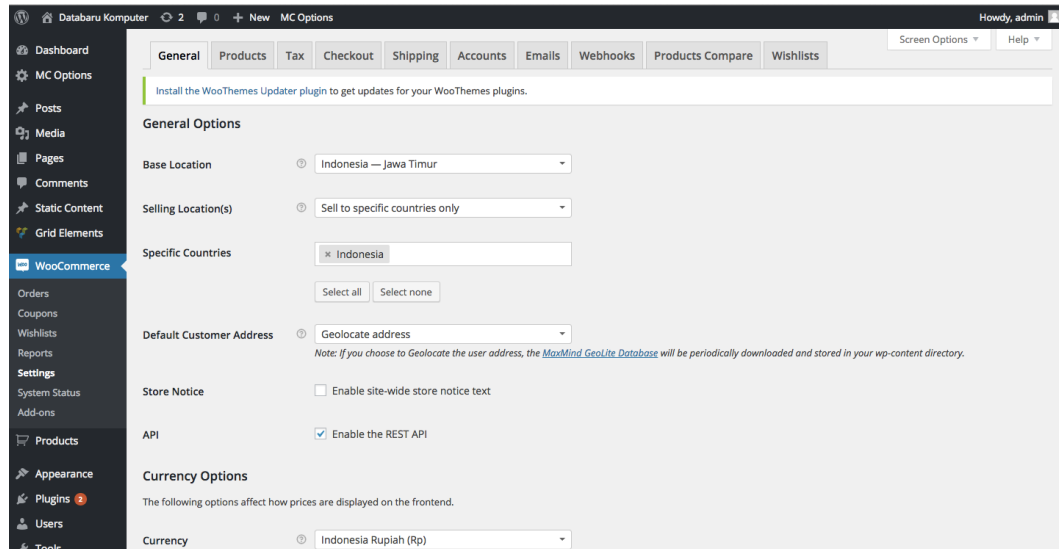 Databaru Komputer 2 0 + New MC Options Howdy, admin
Dashboard
MC Options
Posts
Media
Pages
Comments
Static Content
Grid Elements
WooCommerce
Orders
Coupons
Wishlists
Reports
Settings
System Status
Add-ons
Products
Appearance
Plugins 2
Users
Tools
Screen Options Help
General Products Tax Checkout Shipping Accounts Emails Webhooks Products Compare Wishlists
Install the WooThemes Updater plugin to get updates for your WooThemes plugins.
General Options
Base Location Indonesia — Jawa Timur
Selling Location(s) Sell to specific countries only
Specific Countries × Indonesia
Select all Select none
Default Customer Address Geolocate address
Note: If you choose to Geolocate the user address, the MaxMind GeoLite Database will be periodically downloaded and stored in your wp-content directory.
Store Notice Enable site-wide store notice text
API Enable the REST API
Currency Options
The following options affect how prices are displayed on the frontend.
Currency Indonesia Rupiah (Rp)